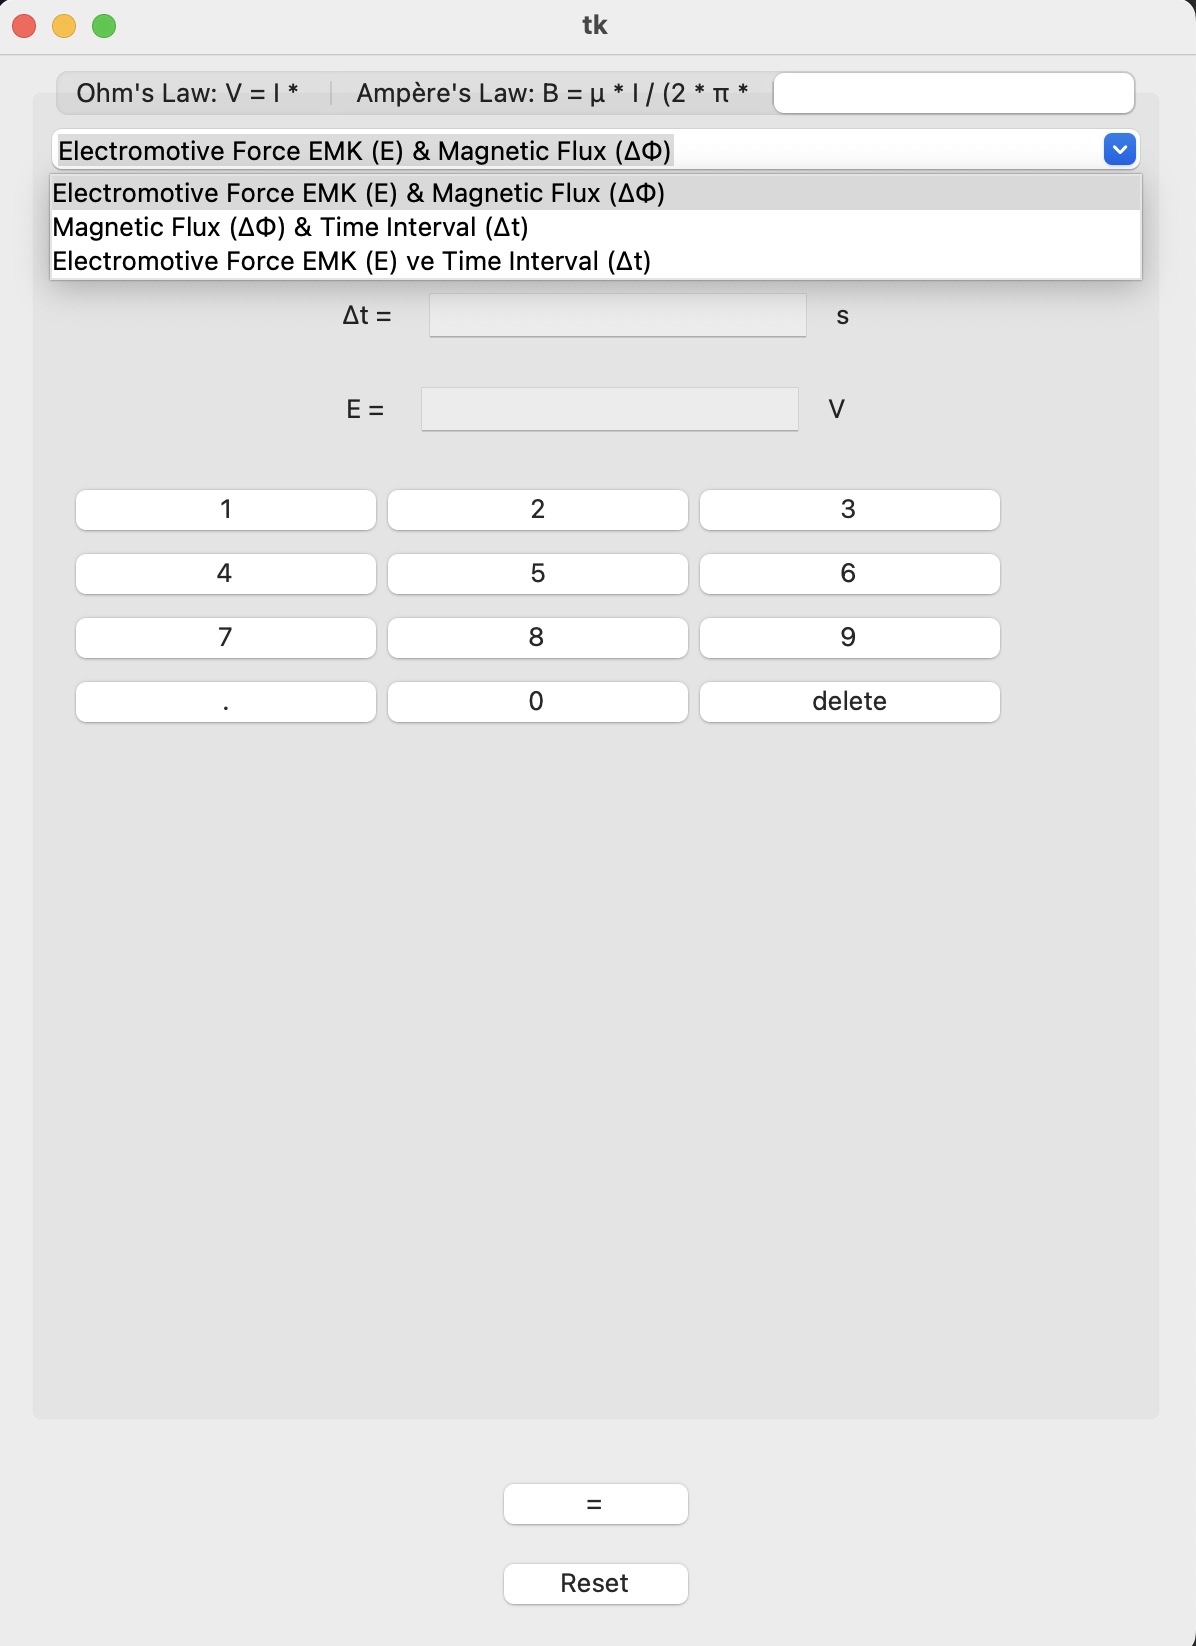 tk
Ohm's Law: V = I * Ampère's Law: B = μ * I / (2 * π *
Electromotive Force EMK (E) & Magnetic Flux (ΔΦ)
Electromotive Force EMK (E) & Magnetic Flux (ΔΦ)
Magnetic Flux (ΔΦ) & Time Interval (Δt)
Electromotive Force EMK (E) ve Time Interval (Δt)
Δt = s
E = V
1 2 3
4 5 6
7 8 9
. 0 delete
=
Reset